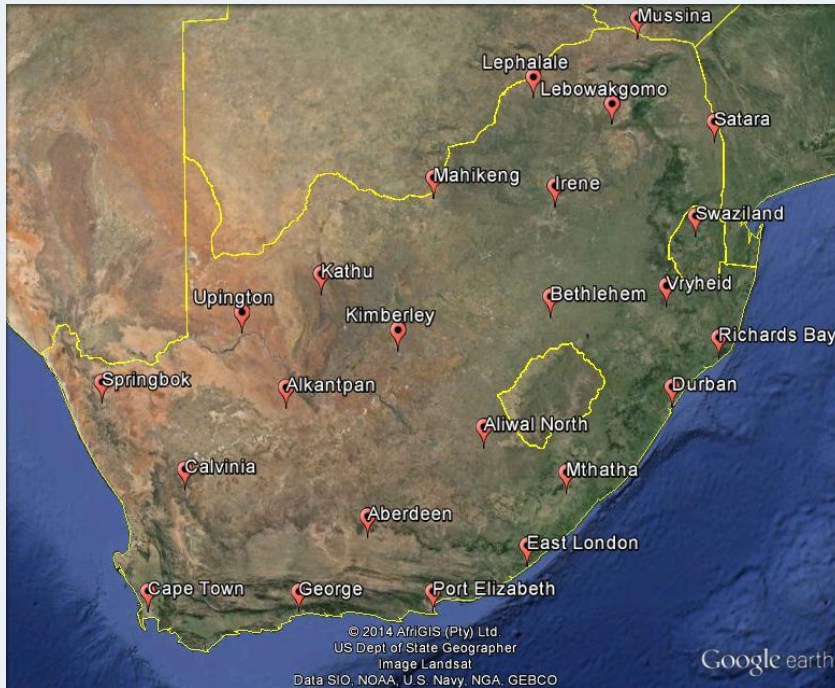 Mussina
Lephalale
Lebowakgomo
Satara
Mahikeng
Irene
Swaziland
Kathu
Upington
Kimberley
Bethlehem
Vryheid
Richards Bay
Springbok
Alkantpan
Durban
Aliwal North
Calvinia
Mthatha
Aberdeen
East London
Cape Town
George
Port Elizabeth
© 2014 AfriGIS (Pty) Ltd.
US Dept of State Geographer
Image Landsat
Data SIO, NOAA, U.S. Navy, NGA, GEBCO
Google earth